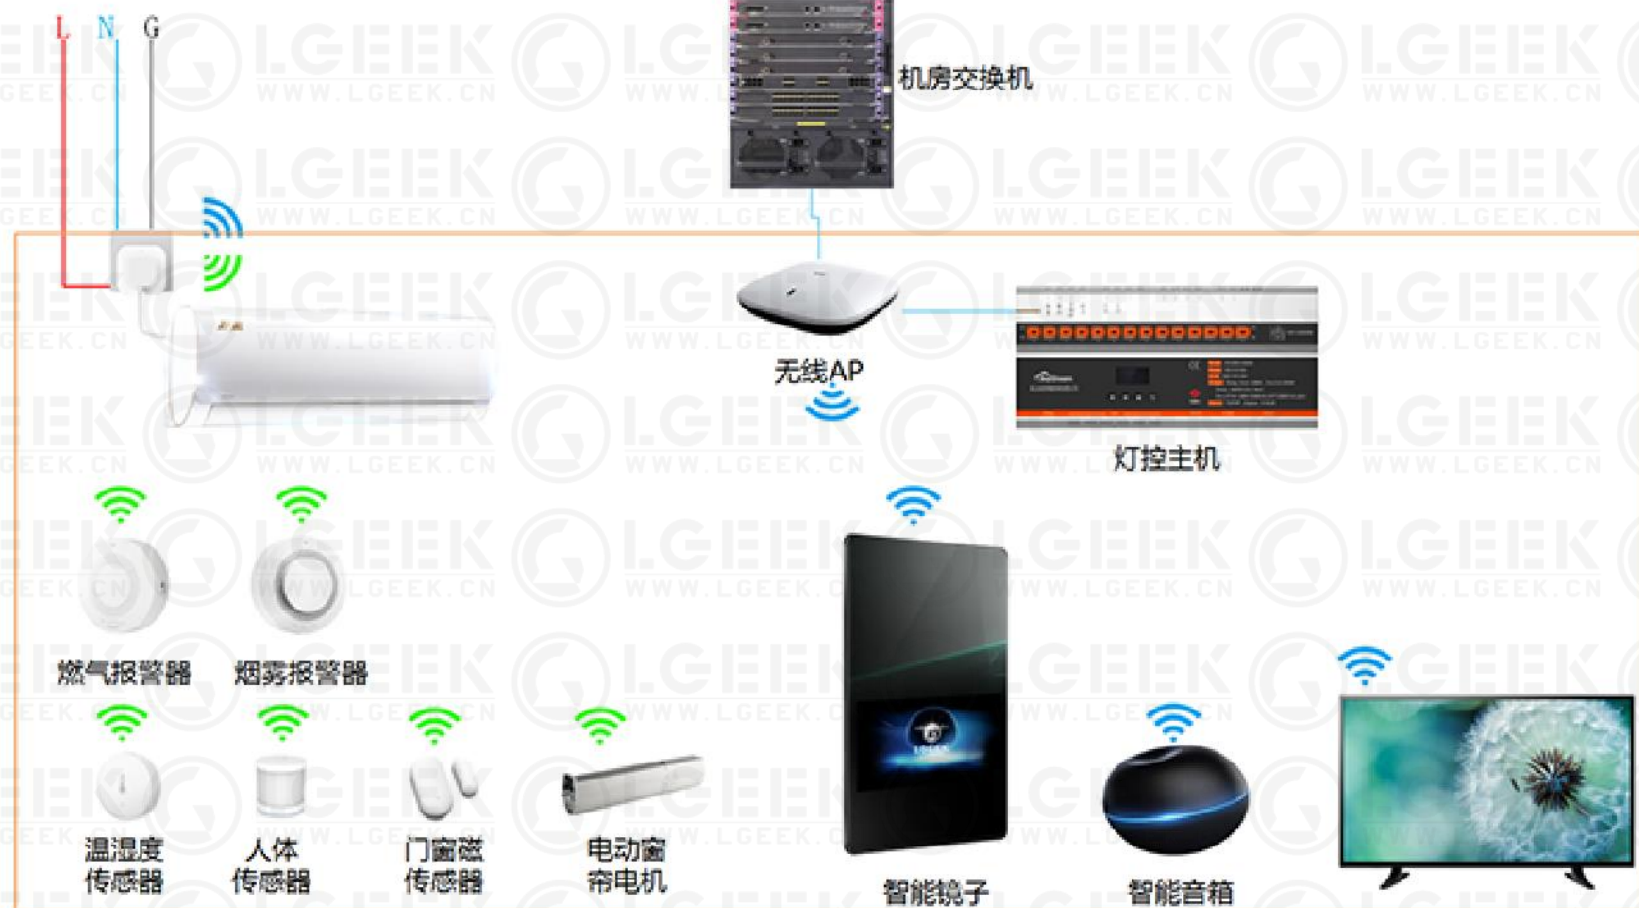 L N G
机房交换机
无线AP
灯控主机
燃气报警器
烟雾报警器
温湿度
传感器
人体
传感器
门窗磁
传感器
电动窗
帘电机
智能镜子
智能音箱
LGEEK
WWW.LGEEK.CN